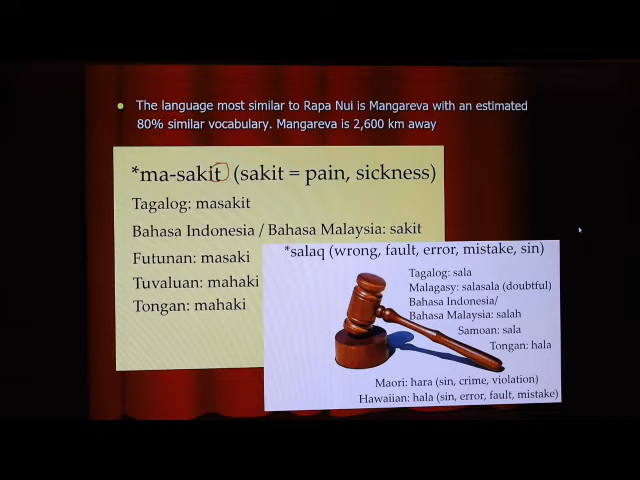 The language most similar to Rapa Nui is Mangareva with an estimated
80% similar vocabulary. Mangareva is 2,600 km away
*ma-sakit (sakit = pain, sickness)
Tagalog: masakit
Bahasa Indonesia / Bahasa Malaysia: sakit
Futunan: masaki
Tuvaluan: mahaki
Tongan: mahaki
*salaq (wrong, fault, error, mistake, sin)
Tagalog: sala
Malagasy: salasala (doubtful)
Bahasa Indonesia/
Bahasa Malaysia: salah
Samoan: sala
Tongan: hala
Maori: hara (sin, crime, violation)
Hawaiian: hala (sin, error, fault, mistake)